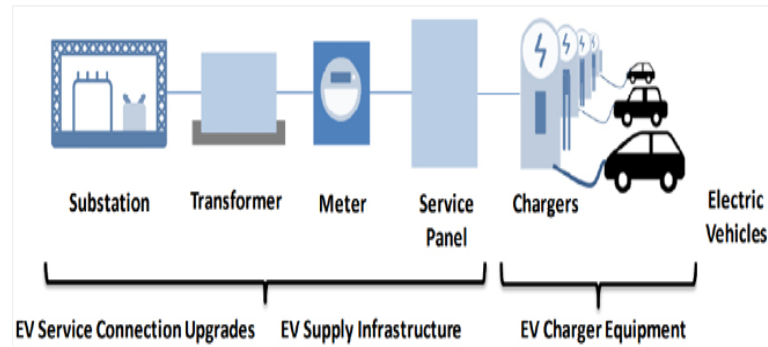 Substation
Transformer
Meter
Service
Panel
Chargers
Electric
Vehicles
EV Service Connection Upgrades
EV Supply Infrastructure
EV Charger Equipment